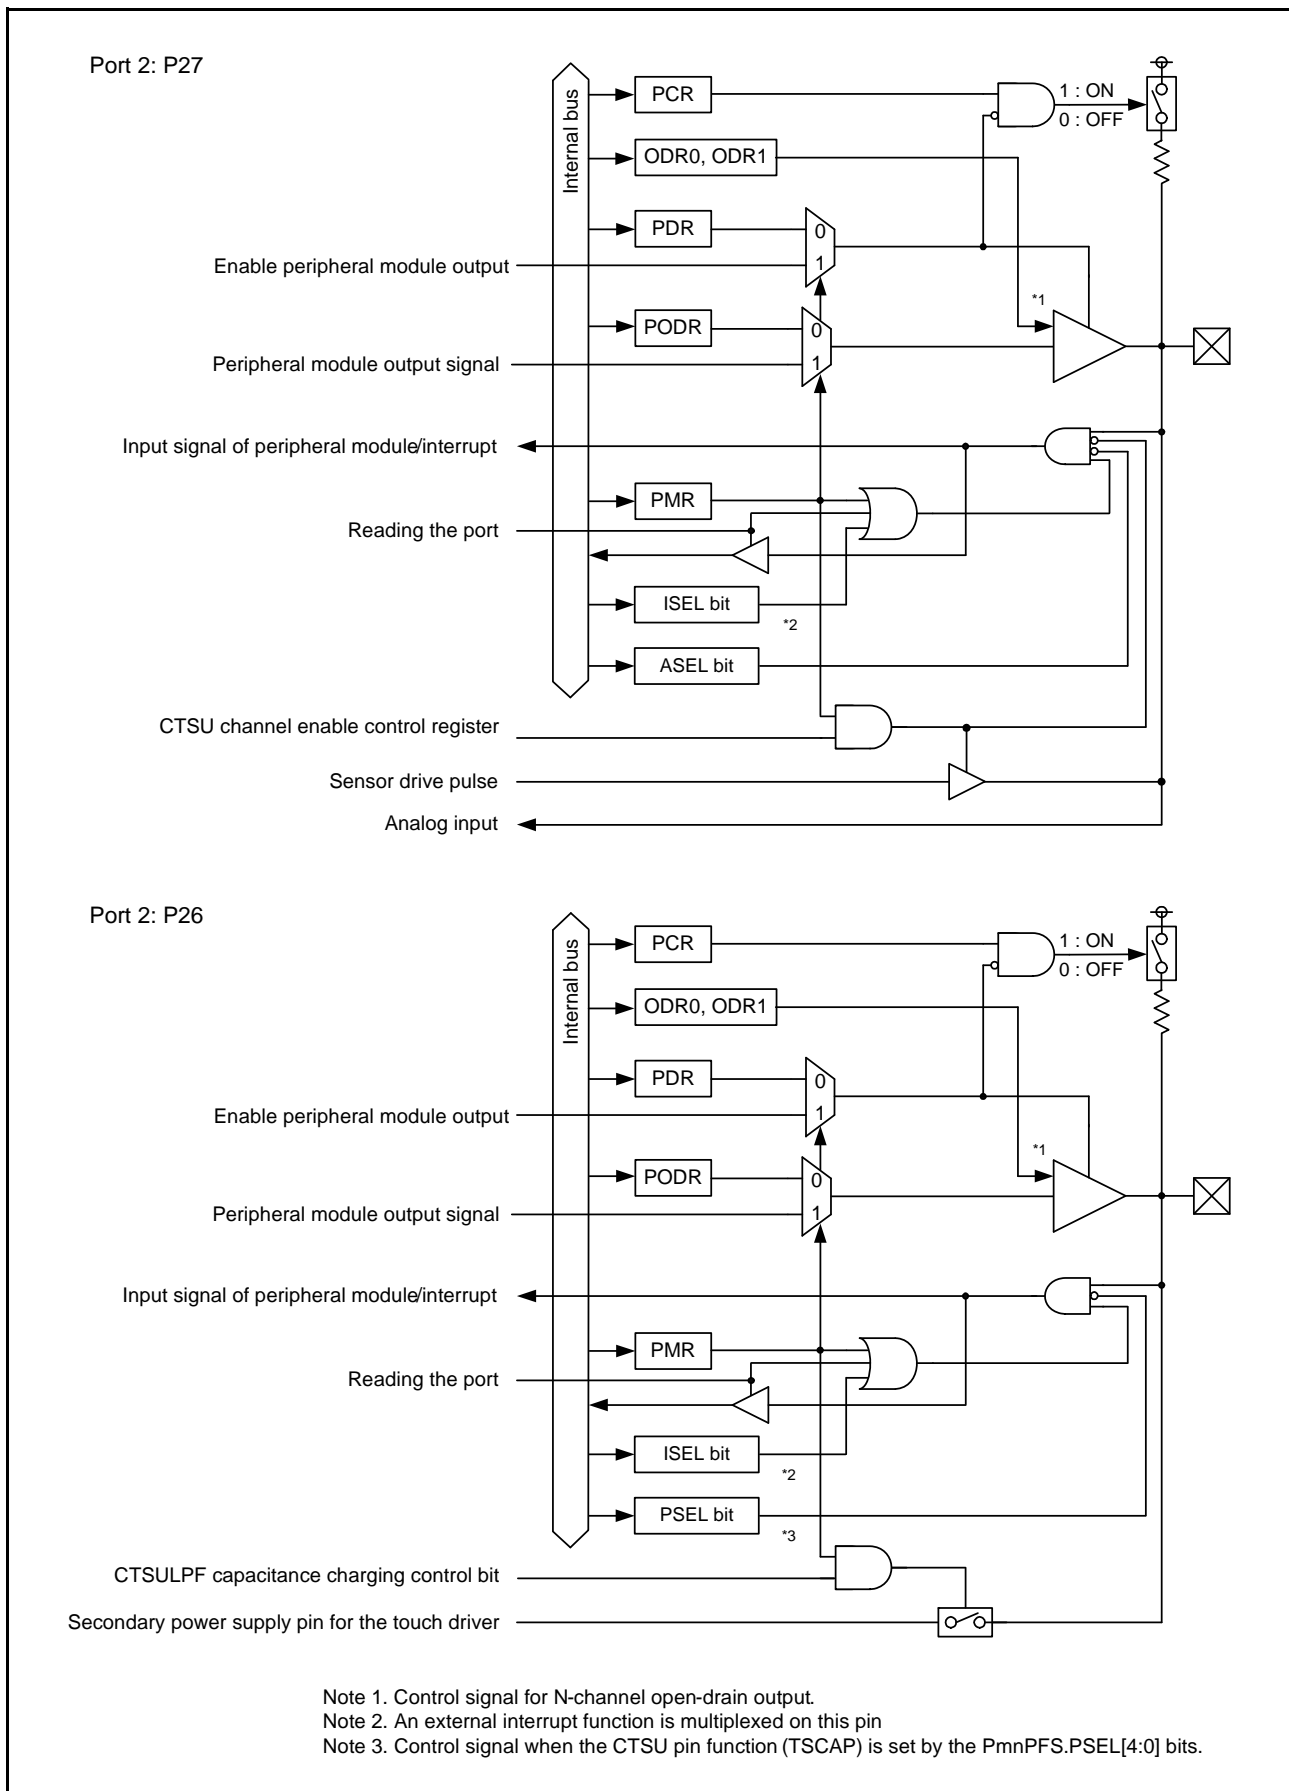 Port 2: P27
Internal bus
PCR
1 : ON
0 : OFF
ODR0, ODR1
PDR
0
Enable peripheral module output
1
*1
PODR
0
Peripheral module output signal
1
Input signal of peripheral module/interrupt
PMR
Reading the port
ISEL bit
*2
ASEL bit
CTSU channel enable control register
Sensor drive pulse
Analog input
Port 2: P26
Internal bus
PCR
1 : ON
0 : OFF
ODR0, ODR1
PDR
0
Enable peripheral module output
1
*1
PODR
0
Peripheral module output signal
1
Input signal of peripheral module/interrupt
PMR
Reading the port
ISEL bit
*2
PSEL bit
*3
CTSULPF capacitance charging control bit
Secondary power supply pin for the touch driver
Note 1. Control signal for N-channel open-drain output.
Note 2. An external interrupt function is multiplexed on this pin
Note 3. Control signal when the CTSU pin function (TSCAP) is set by the PmnPFS.PSEL[4:0] bits.